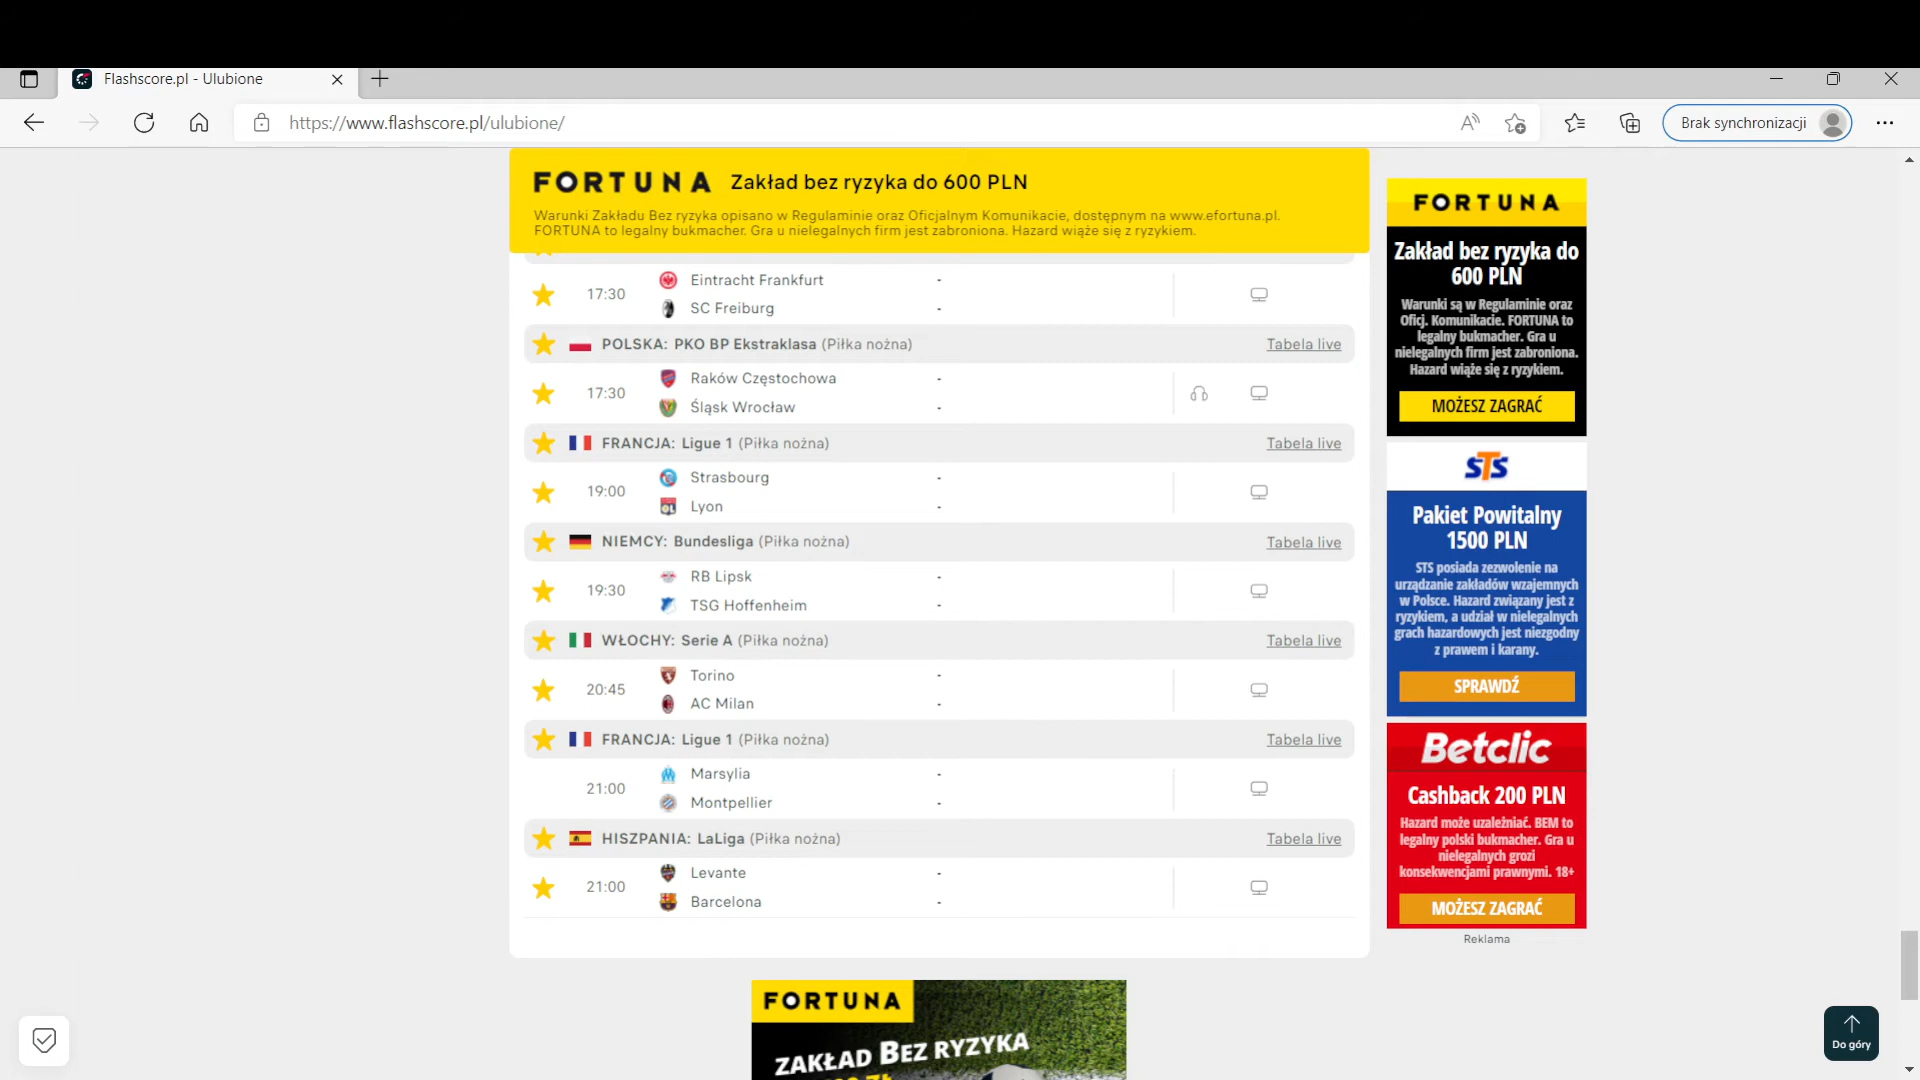 Flashscore.pl - Ulubione
https://www.flashscore.pl/ulubione/
Brak synchronizacji
FORTUNA Zakład bez ryzyka do 600 PLN
Warunki Zakładu Bez ryzyka opisano w Regulaminie oraz Oficjalnym Komunikacie, dostępnym na www.efortuna.pl.
FORTUNA to legalny bukmacher. Gra u nielegalnych firm jest zabroniona. Hazard wiąże się z ryzykiem.
17:30
Eintracht Frankfurt -
SC Freiburg -
POLSKA: PKO BP Ekstraklasa (Piłka nożna) Tabela live
17:30
Raków Częstochowa -
Śląsk Wrocław -
FRANCJA: Ligue 1 (Piłka nożna) Tabela live
19:00
Strasbourg -
Lyon -
NIEMCY: Bundesliga (Piłka nożna) Tabela live
19:30
RB Lipsk -
TSG Hoffenheim -
WŁOCHY: Serie A (Piłka nożna) Tabela live
20:45
Torino -
AC Milan -
FRANCJA: Ligue 1 (Piłka nożna) Tabela live
21:00
Marsylia -
Montpellier -
HISZPANIA: LaLiga (Piłka nożna) Tabela live
21:00
Levante -
Barcelona -
FORTUNA
Zakład bez ryzyka do
600 PLN
Warunki są w Regulaminie oraz
Oficj. Komunikacie. FORTUNA to
legalny bukmacher. Gra u
nielegalnych firm jest zabroniona.
Hazard wiąże się z ryzykiem.
MOŻESZ ZAGRAĆ
STS
Pakiet Powitalny
1500 PLN
STS posiada zezwolenie na
urządzanie zakładów wzajemnych
w Polsce. Hazard związany jest z
ryzykiem, a udział w nielegalnych
grach hazardowych jest niezgodny
z prawem i karany.
SPRAWDŹ
Betclic
Cashback 200 PLN
Hazard może uzależniać. BEM to
legalny polski bukmacher. Gra u
nielegalnych grozi
konsekwencjami prawnymi. 18+
MOŻESZ ZAGRAĆ
Reklama
FORTUNA
ZAKŁAD BEZ RYZYKA
Do góry